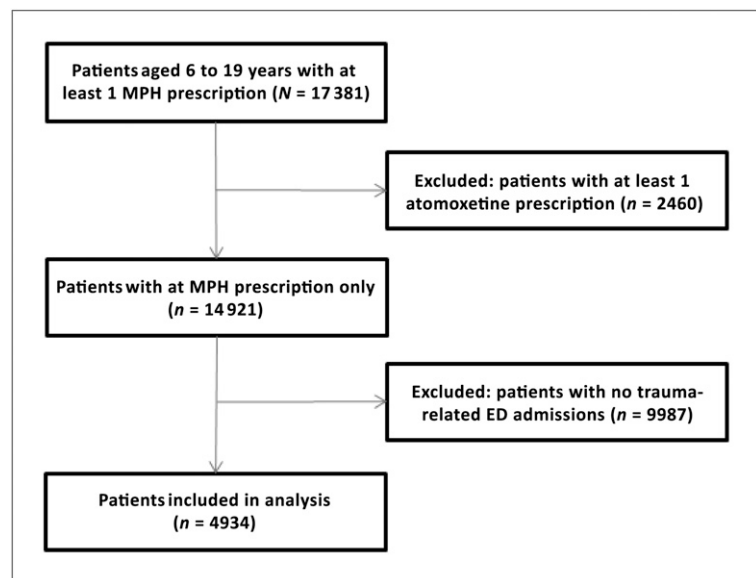 Patients aged 6 to 19 years with at
least 1 MPH prescription (N = 17 381)
Excluded: patients with at least 1
atomoxetine prescription (n = 2460)
Patients with at MPH prescription only
(n = 14 921)
Excluded: patients with no trauma-
related ED admissions (n = 9987)
Patients included in analysis
(n = 4934)